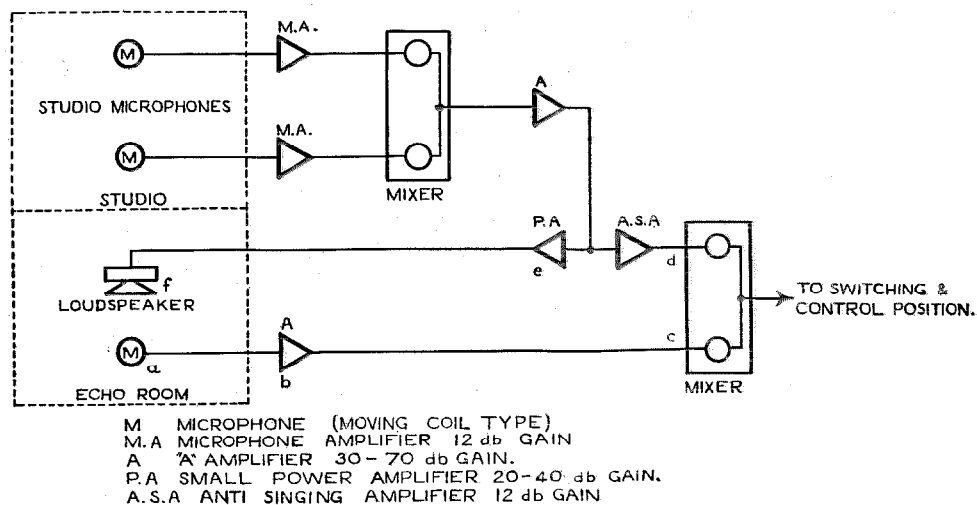 M.A.
M
A
STUDIO MICROPHONES
M.A.
M
MIXER
STUDIO
P.A
A.S.A
e
d
f
LOUDSPEAKER
TO SWITCHING &
CONTROL POSITION.
A
c
M
a
b
MIXER
ECHO ROOM
M MICROPHONE (MOVING COIL TYPE)
M.A MICROPHONE AMPLIFIER 12 db GAIN
A "A" AMPLIFIER 30-70 db GAIN.
P.A SMALL POWER AMPLIFIER 20-40 db GAIN.
A.S.A ANTI SINGING AMPLIFIER 12 db GAIN